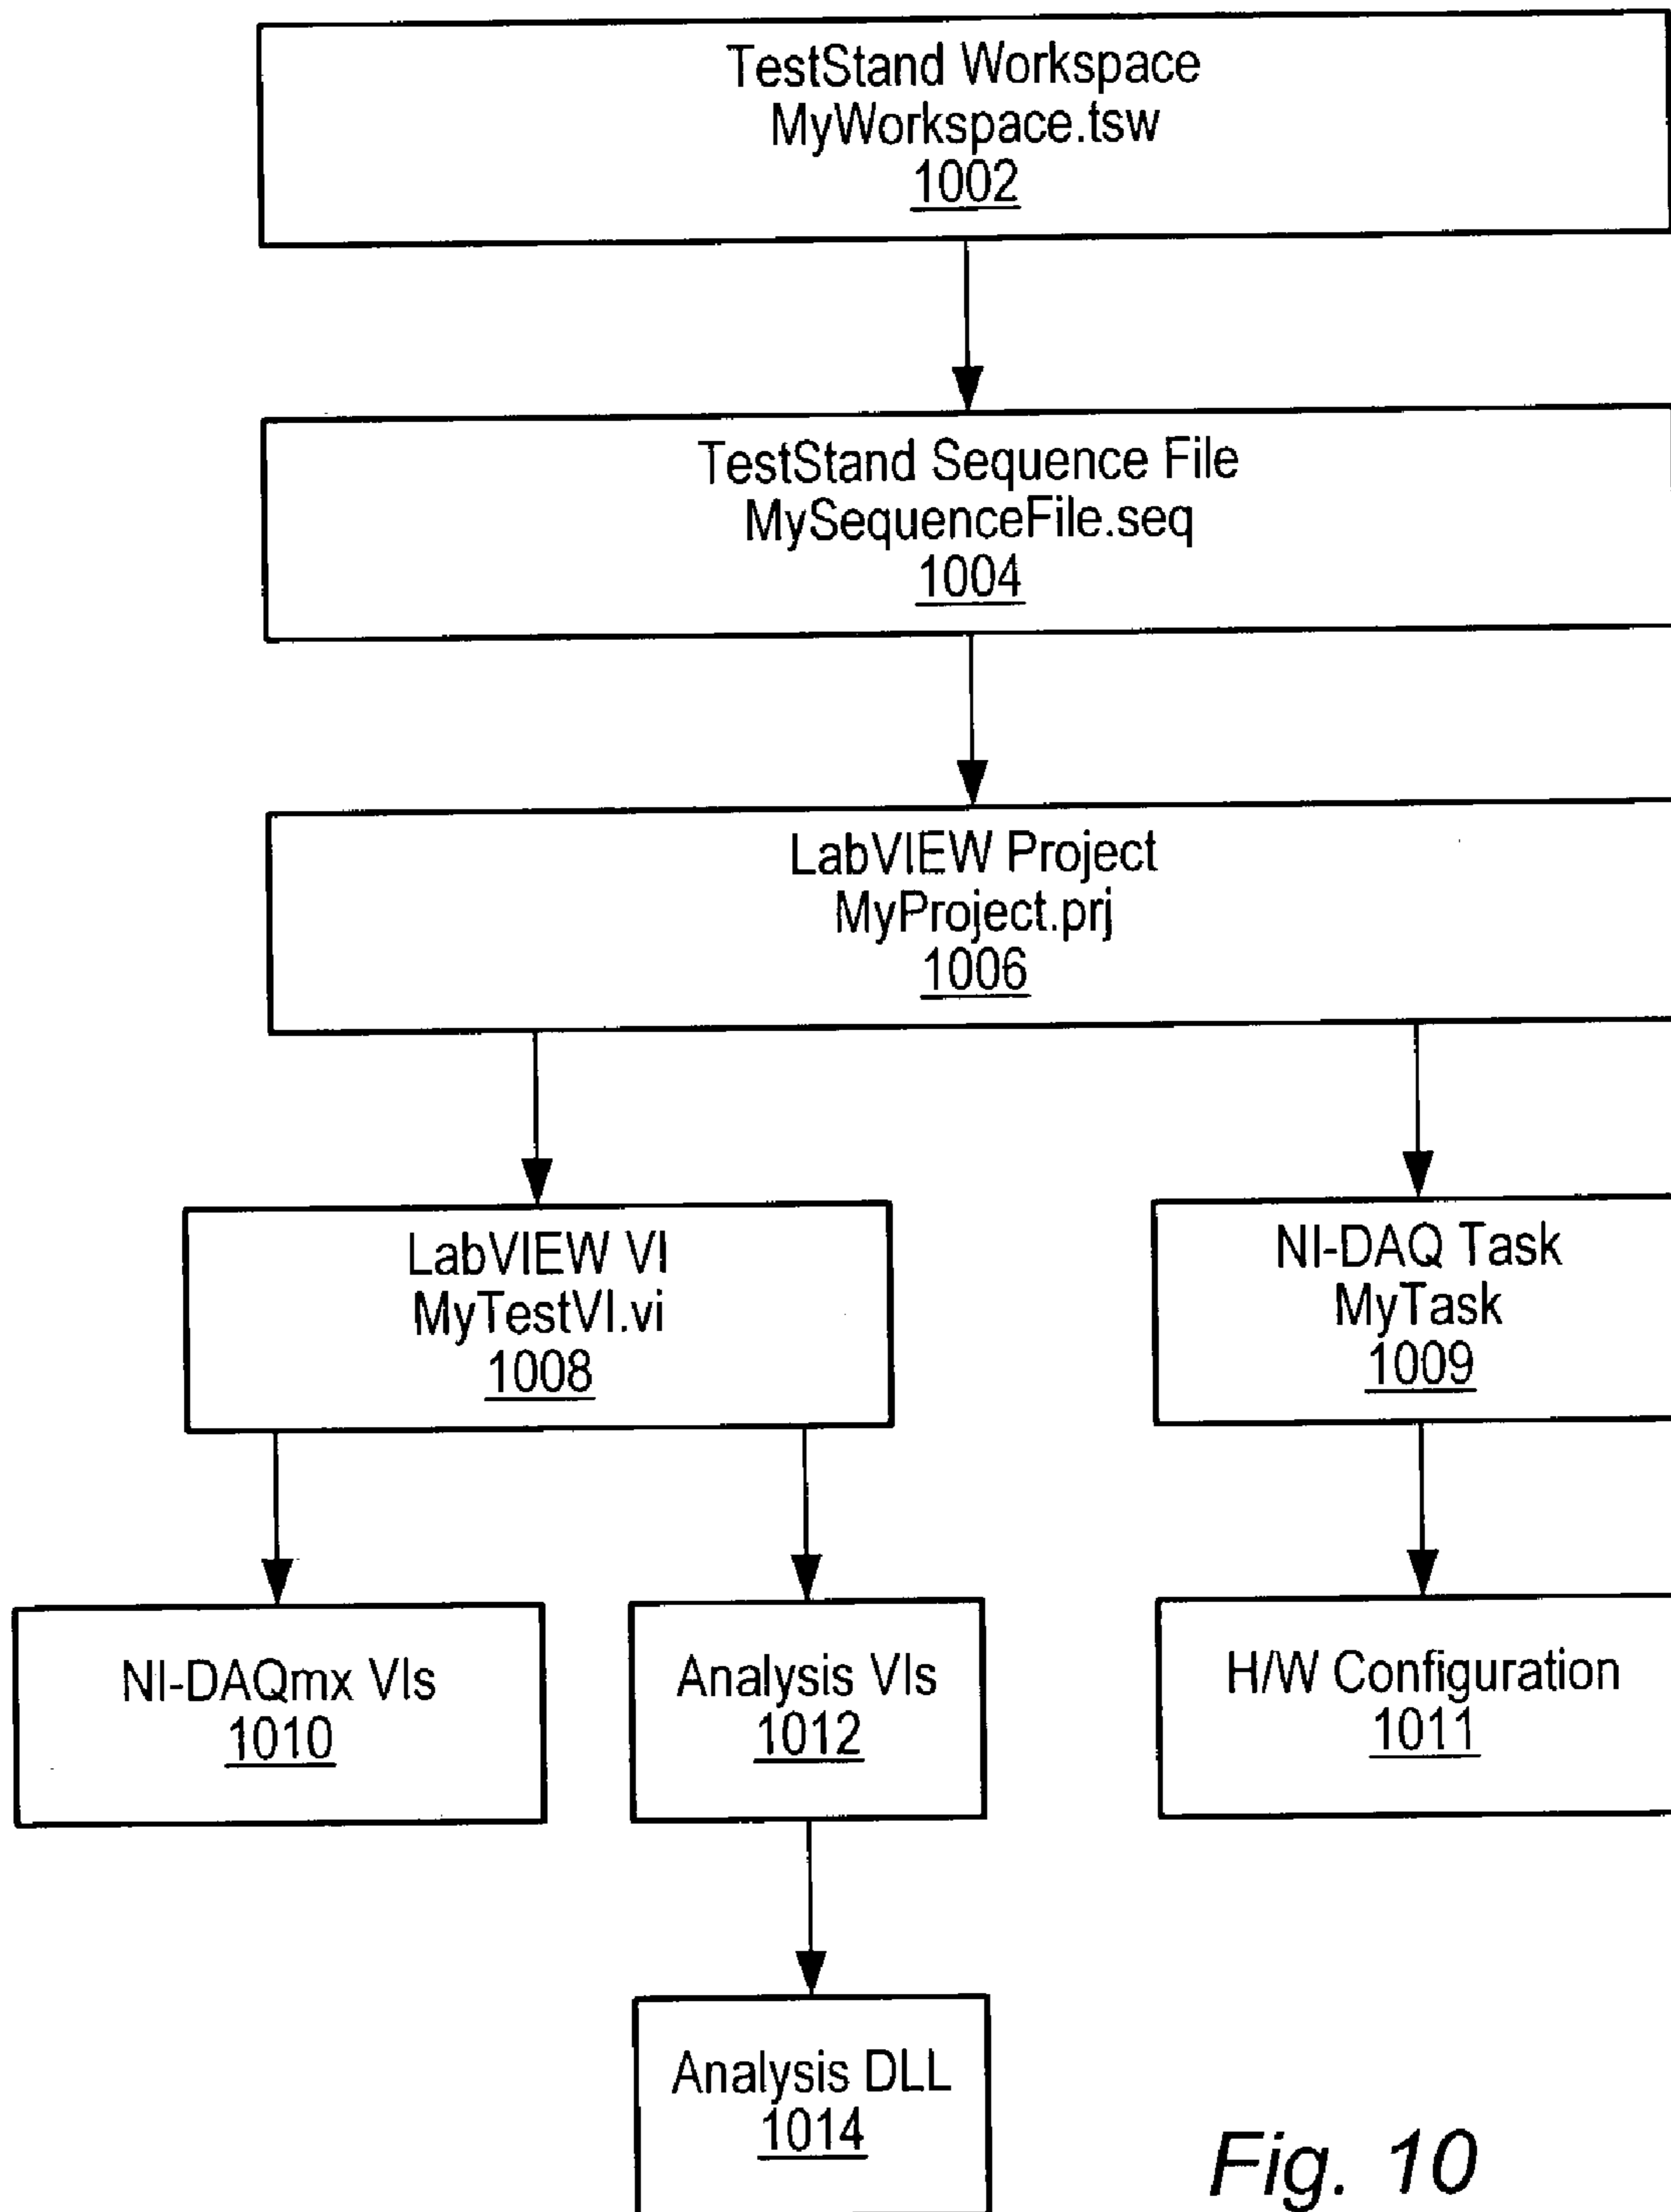 TestStand Workspace
MyWorkspace.tsw
1002
TestStand Sequence File
MySequenceFile.seq
1004
LabVIEW Project
MyProject.prj
1006
LabVIEW VI
MyTestVI.vi
1008
NI-DAQ Task
MyTask
1009
NI-DAQmx VIs
1010
Analysis VIs
1012
H/W Configuration
1011
Analysis DLL
1014
Fig. 10